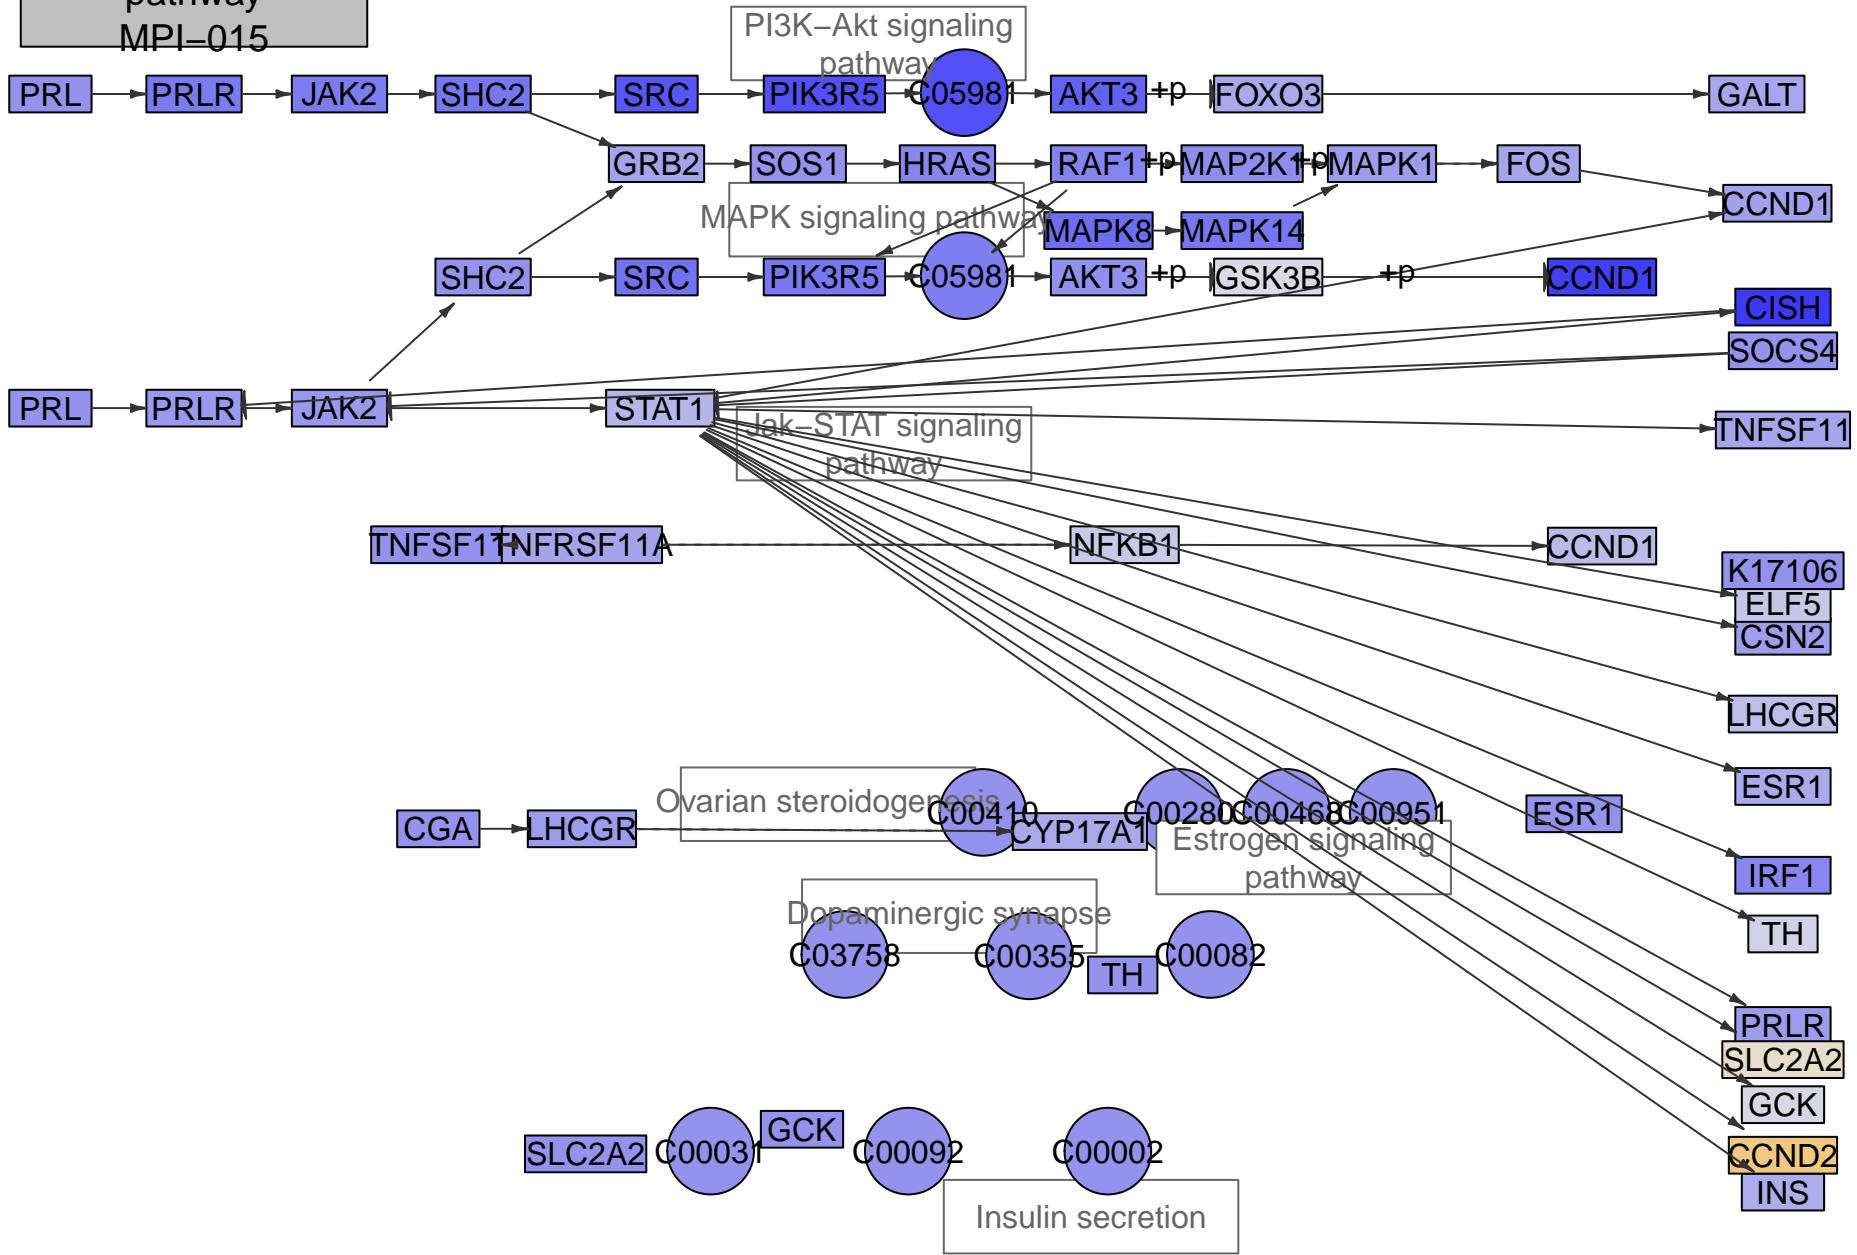 pathway
MPI−015
PI3K−Akt signaling
pathway
PRL
PRLR
JAK2
SHC2
SRC
PIK3R5
C05981
AKT3
+p
FOXO3
GALT
GRB2
SOS1
HRAS
RAF1
+p
MAP2K1
+p
MAPK1
FOS
CCND1
MAPK signaling pathway
MAPK8
MAPK14
SHC2
SRC
PIK3R5
C05981
AKT3
+p
GSK3B
+p
CCND1
CISH
SOCS4
PRL
PRLR
JAK2
STAT1
Jak−STAT signaling
pathway
TNFSF11
TNFSF11
TNFRSF11A
NFKB1
CCND1
K17106
ELF5
CSN2
LHCGR
ESR1
Ovarian steroidogenesis
C00410
C00280
C00468
C00951
ESR1
CGA
LHCGR
CYP17A1
Estrogen signaling
pathway
IRF1
Dopaminergic synapse
TH
C03758
C00355
TH
C00082
PRLR
SLC2A2
GCK
SLC2A2
C00031
GCK
C00092
C00002
CCND2
INS
Insulin secretion